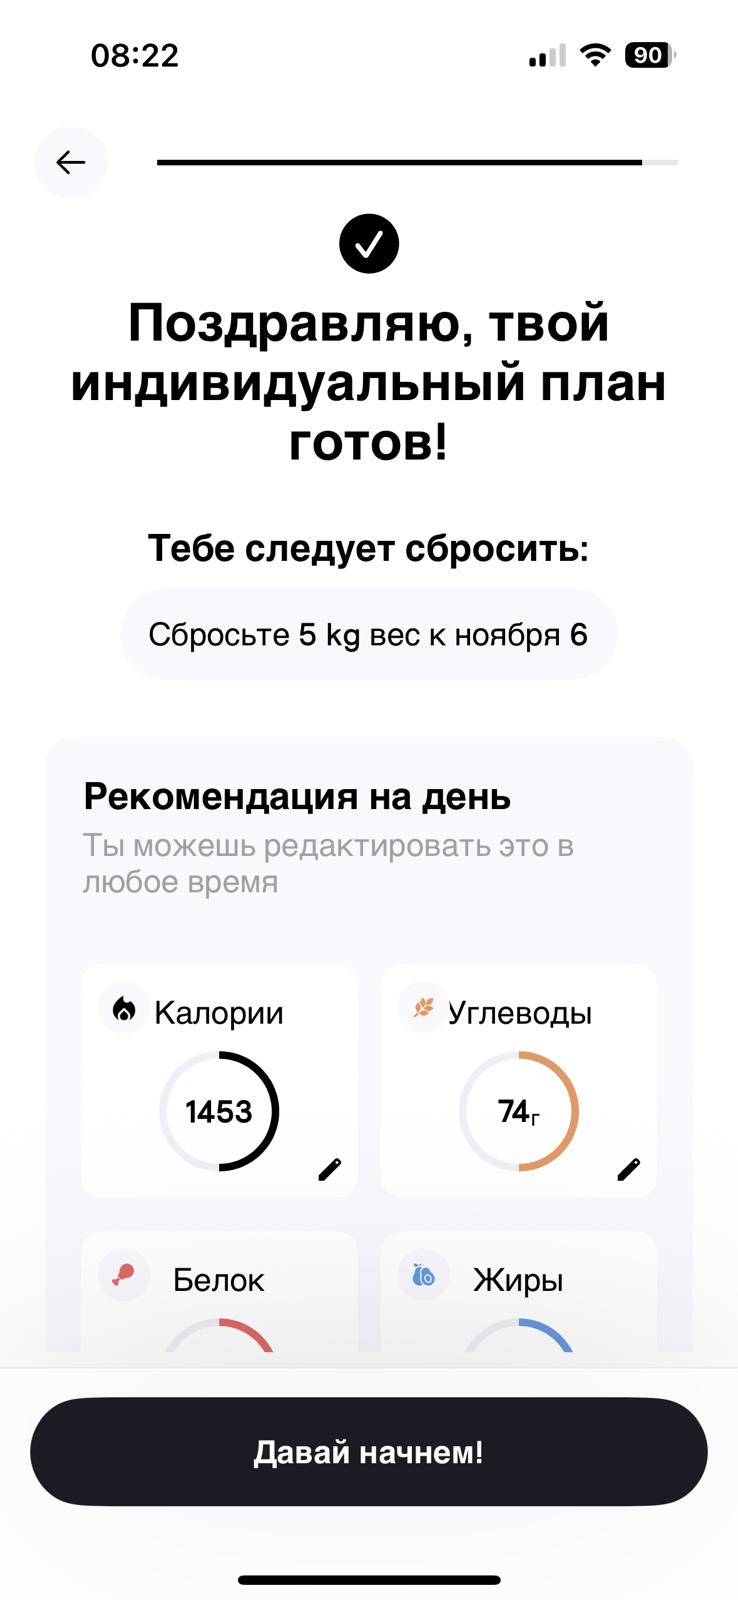 08:22
90
Поздравляю, твой
индивидуальный план
готов!
Тебе следует сбросить:
Сбросьте 5 kg вес к ноября 6
Рекомендация на день
Ты можешь редактировать это в
любое время
Калории
Углеводы
1453
74г
Белок
Жиры
Давай начнем!